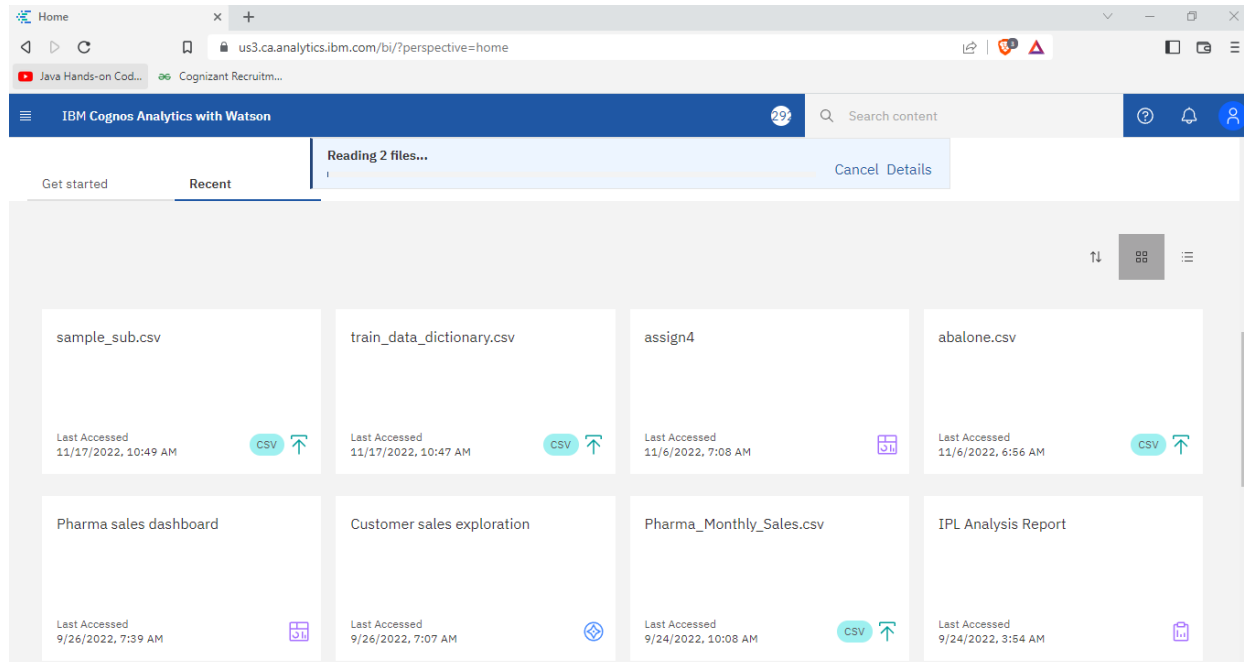 Home
us3.ca.analytics.ibm.com/bi/?perspective=home
Java Hands-on Cod... Cognizant Recruitm...
IBM Cognos Analytics with Watson 292 Search content
Reading 2 files...
Cancel Details
Get started Recent
sample_sub.csv train_data_dictionary.csv assign4 abalone.csv
Last Accessed Last Accessed Last Accessed Last Accessed
11/17/2022, 10:49 AM CSV 11/17/2022, 10:47 AM CSV 11/6/2022, 7:08 AM 11/6/2022, 6:56 AM CSV
Pharma sales dashboard Customer sales exploration Pharma_Monthly_Sales.csv IPL Analysis Report
Last Accessed Last Accessed Last Accessed Last Accessed
9/26/2022, 7:39 AM 9/26/2022, 7:07 AM 9/24/2022, 10:08 AM CSV 9/24/2022, 3:54 AM